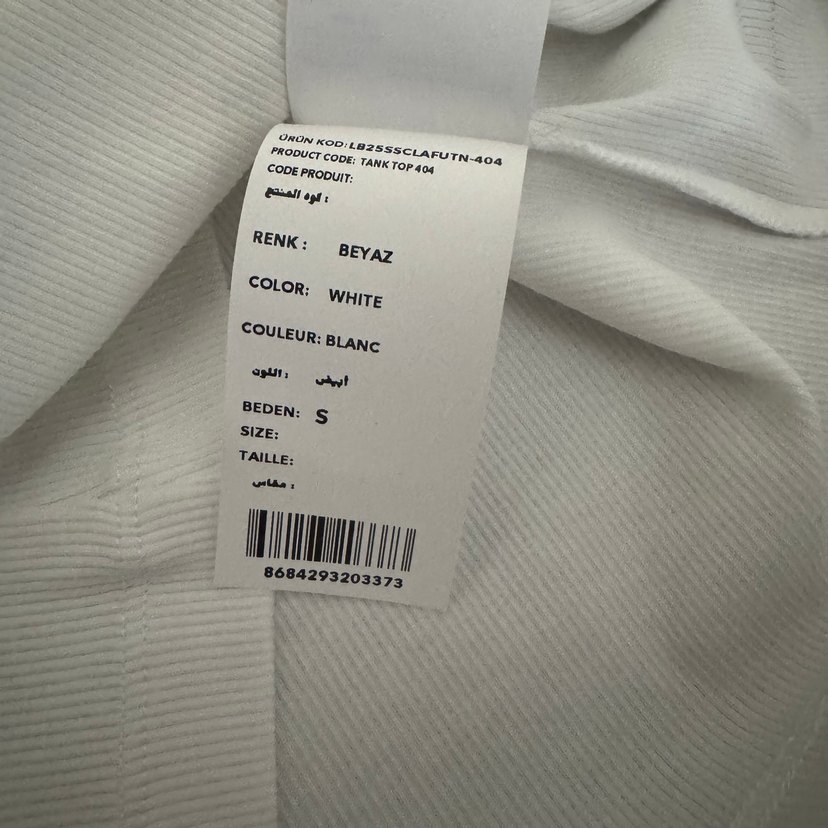 ÜRÜN KOD: LB25SSCLAFUTN-404
PRODUCT CODE: TANK TOP 404
CODE PRODUIT:
كود المنتج :
RENK : BEYAZ
COLOR: WHITE
COULEUR: BLANC
اللون : أبيض
BEDEN: S
SIZE:
TAILLE:
مقاس :
8684293203373